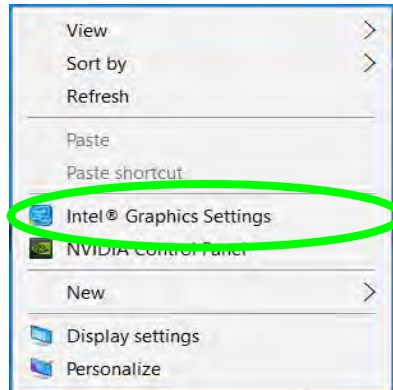 View
Sort by
Refresh
Paste
Paste shortcut
Intel® Graphics Settings
NVIDIA Control Panel
New
Display settings
Personalize